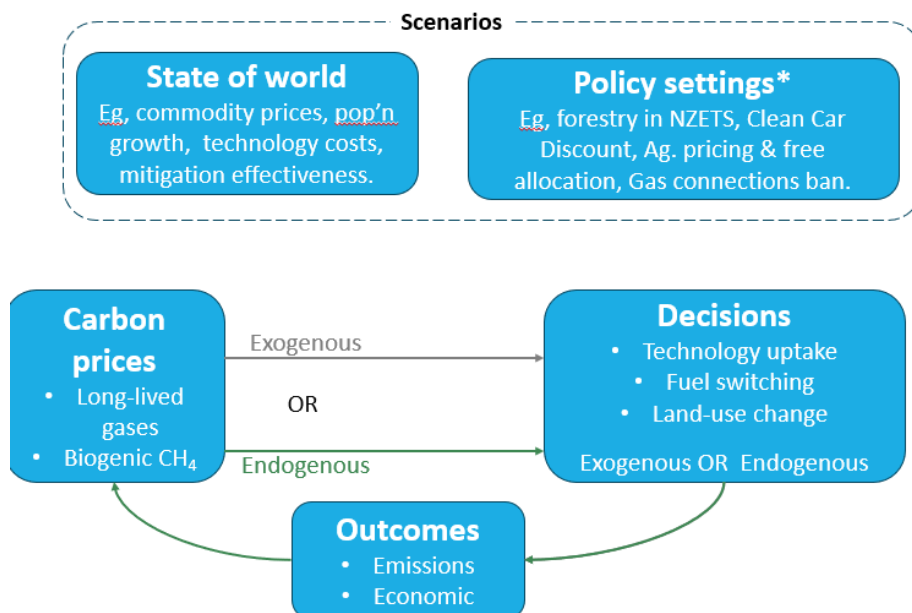 Scenarios
State of world
Eg, commodity prices, pop'n
growth, technology costs,
mitigation effectiveness.
Policy settings*
Eg, forestry in NZETS, Clean Car
Discount, Ag. pricing & free
allocation, Gas connections ban.
Carbon
prices
• Long-lived
gases
• Biogenic CH₄
Exogenous
OR
Endogenous
Decisions
• Technology uptake
• Fuel switching
• Land-use change
Exogenous OR Endogenous
Outcomes
• Emissions
• Economic